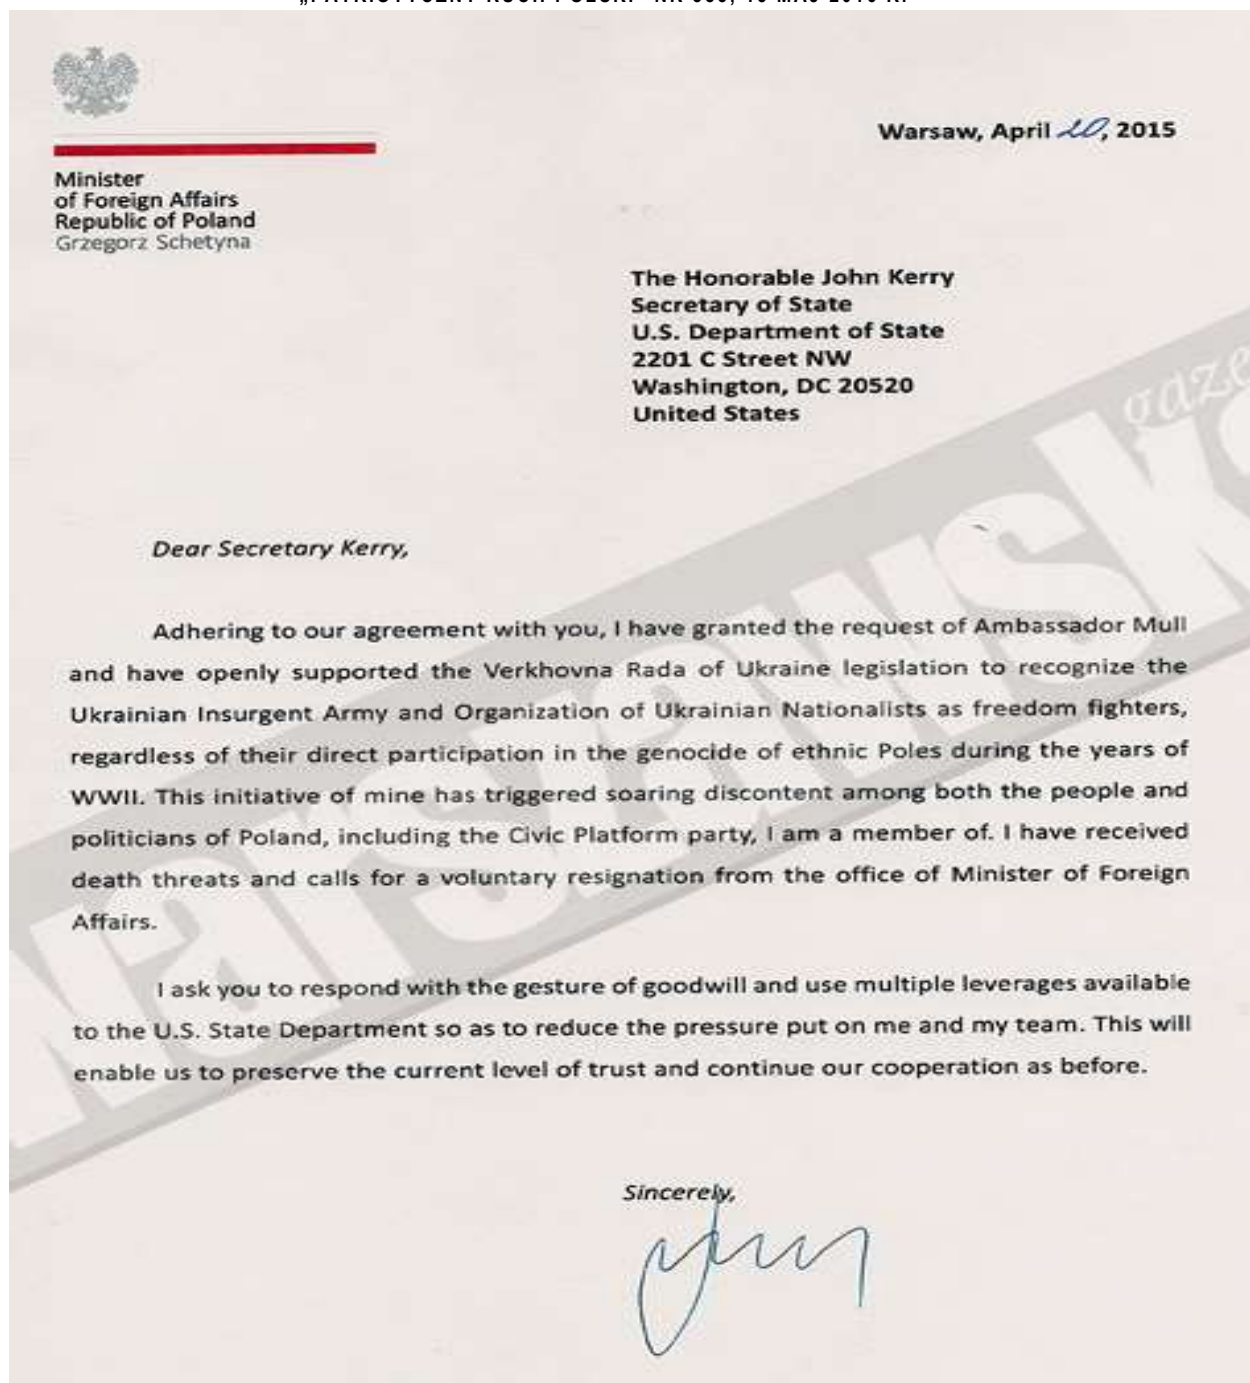 „PATRIOTYCZNY RUCH POLSKI" NR MAJ R.
Warsaw, April 20, 2015
Minister
of Foreign Affairs
Republic of Poland
Grzegorz Schetyna
The Honorable John Kerry
Secretary of State
U.S. Department of State
2201 C Street NW
Washington, DC 20520
United States
gaze
Warszawsk
Dear Secretary Kerry,
Adhering to our agreement with you, I have granted the request of Ambassador Mull
and have openly supported the Verkhovna Rada of Ukraine legislation to recognize the
Ukrainian Insurgent Army and Organization of Ukrainian Nationalists as freedom fighters,
regardless of their direct participation in the genocide of ethnic Poles during the years of
WWII. This initiative of mine has triggered soaring discontent among both the people and
politicians of Poland, including the Civic Platform party, I am a member of. I have received
death threats and calls for a voluntary resignation from the office of Minister of Foreign
Affairs.
I ask you to respond with the gesture of goodwill and use multiple leverages available
to the U.S. State Department so as to reduce the pressure put on me and my team. This will
enable us to preserve the current level of trust and continue our cooperation as before.
Sincerely,